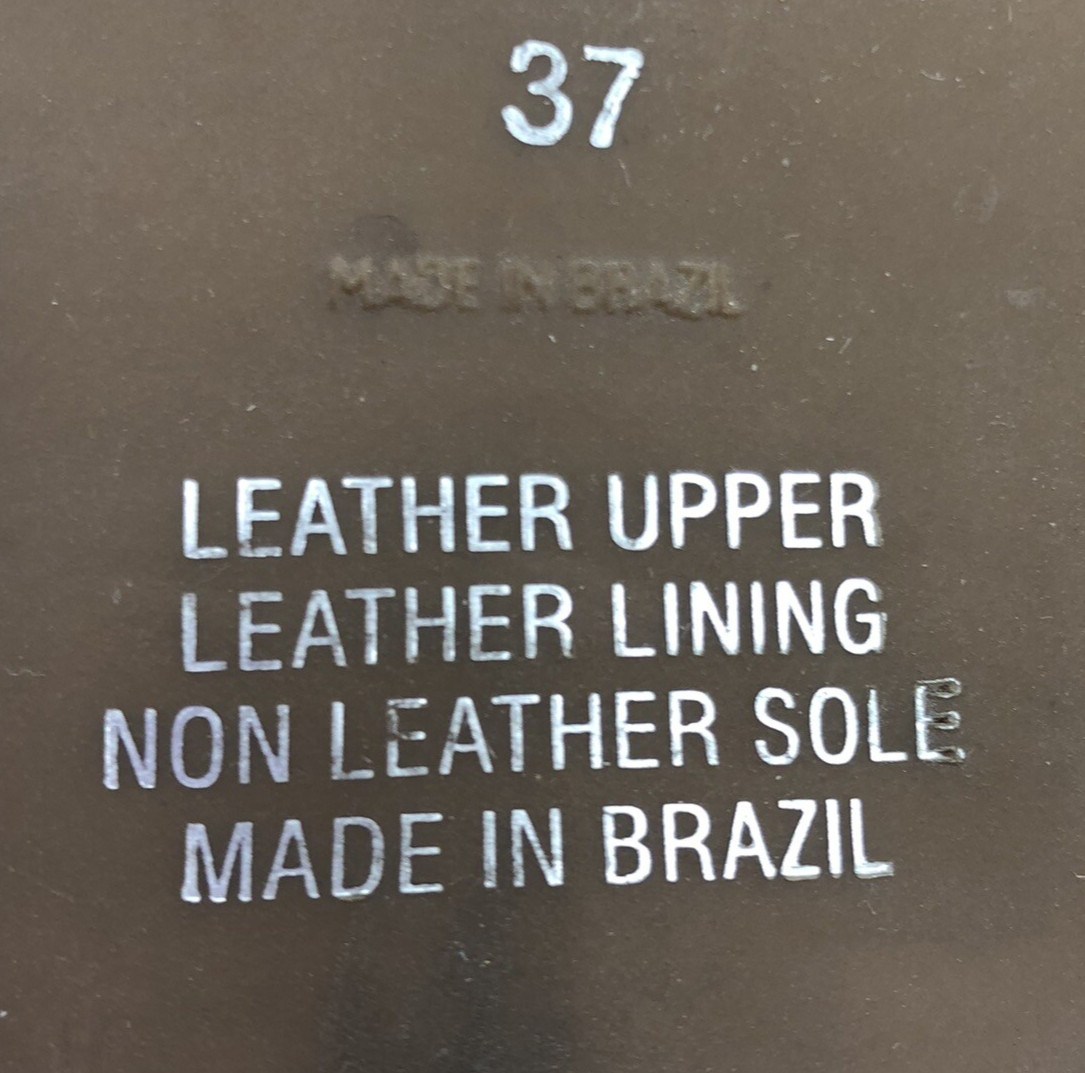 37
MADE IN BRAZIL
LEATHER UPPER
LEATHER LINING
NON LEATHER SOLE
MADE IN BRAZIL